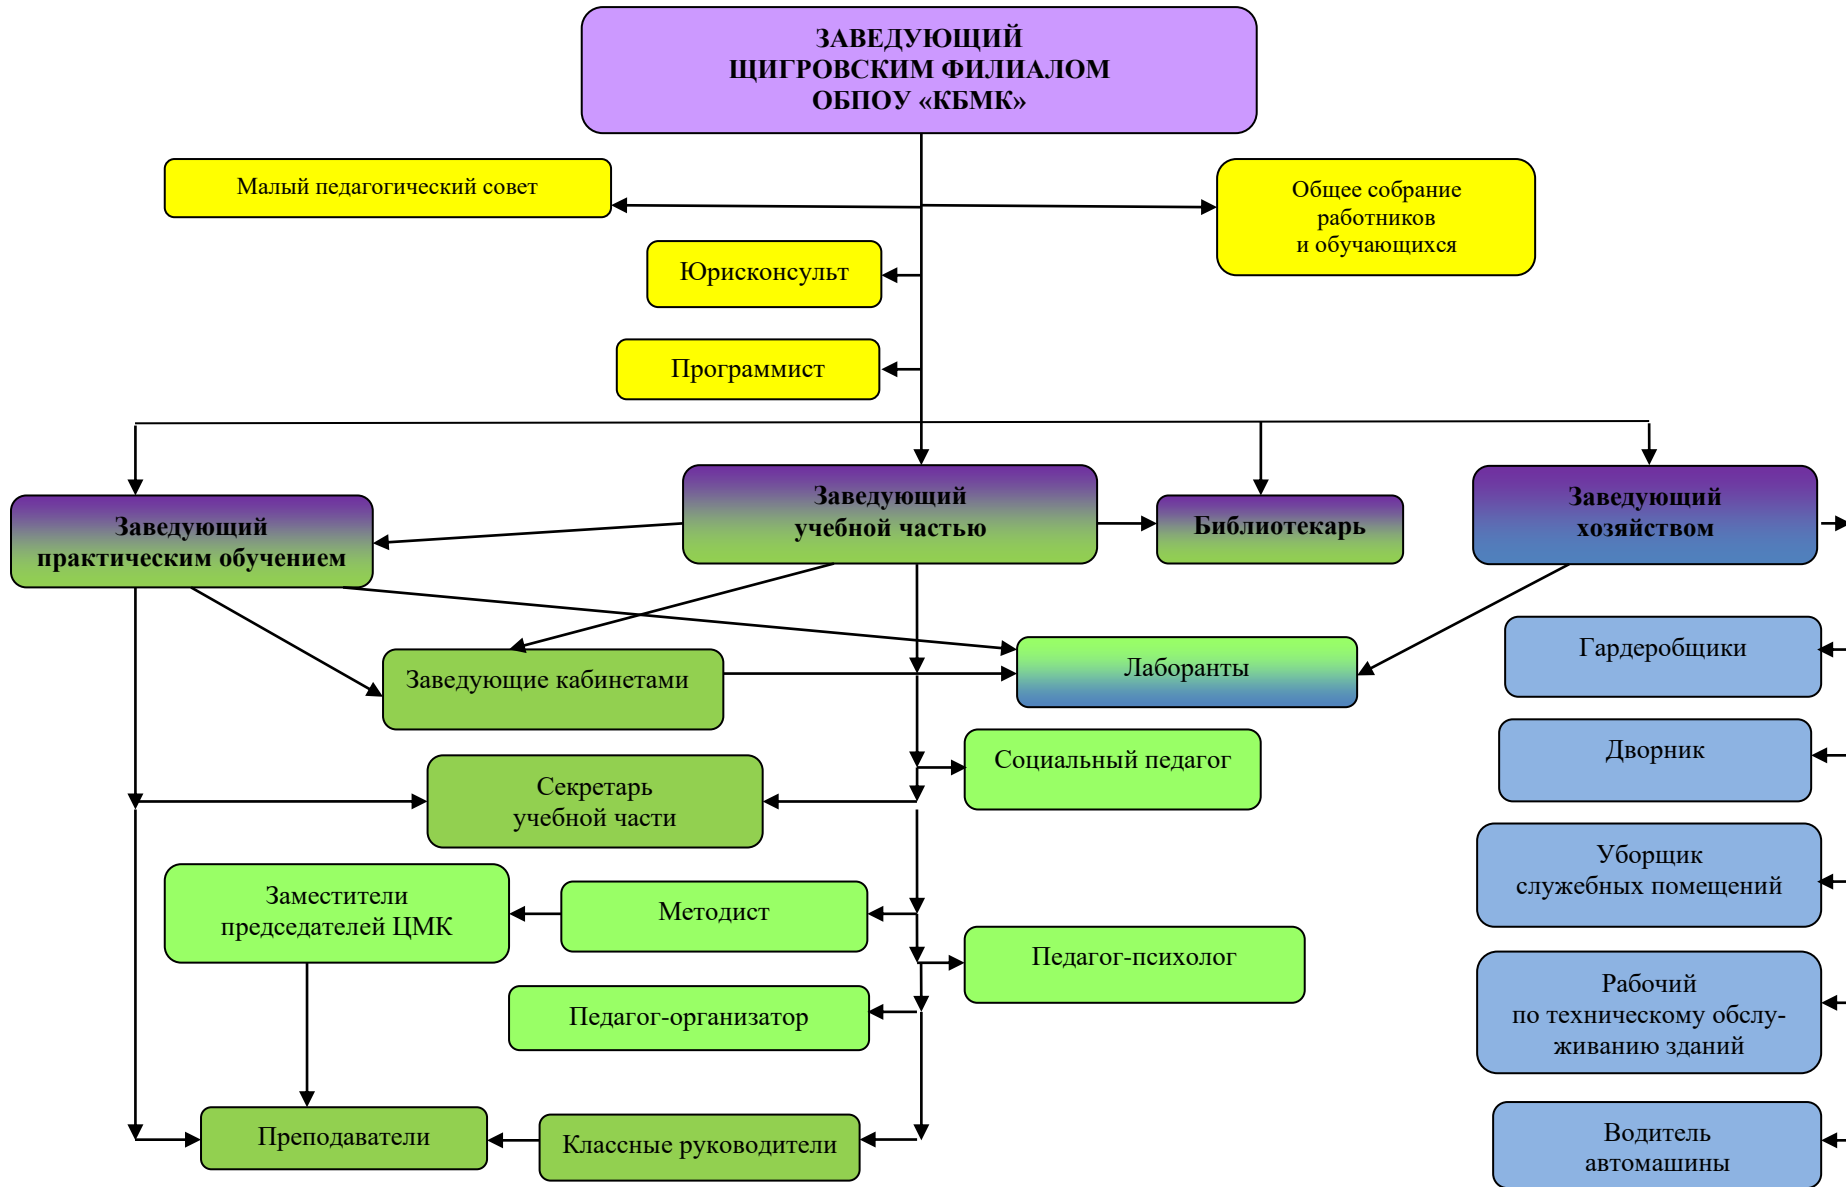 ЗАВЕДУЮЩИЙ
ЩИГРОВСКИМ ФИЛИАЛОМ
ОБПОУ «КБМК»
Малый педагогический совет
Общее собрание
работников
и обучающихся
Юрисконсульт
Программист
Заведующий
практическим обучением
Заведующий
учебной частью
Библиотекарь
Заведующий
хозяйством
Заведующие кабинетами
Лаборанты
Гардеробщики
Социальный педагог
Дворник
Секретарь
учебной части
Уборщик
служебных помещений
Заместители
председателей ЦМК
Методист
Педагог-психолог
Рабочий
по техническому обслу-
живанию зданий
Педагог-организатор
Преподаватели
Классные руководители
Водитель
автомашины